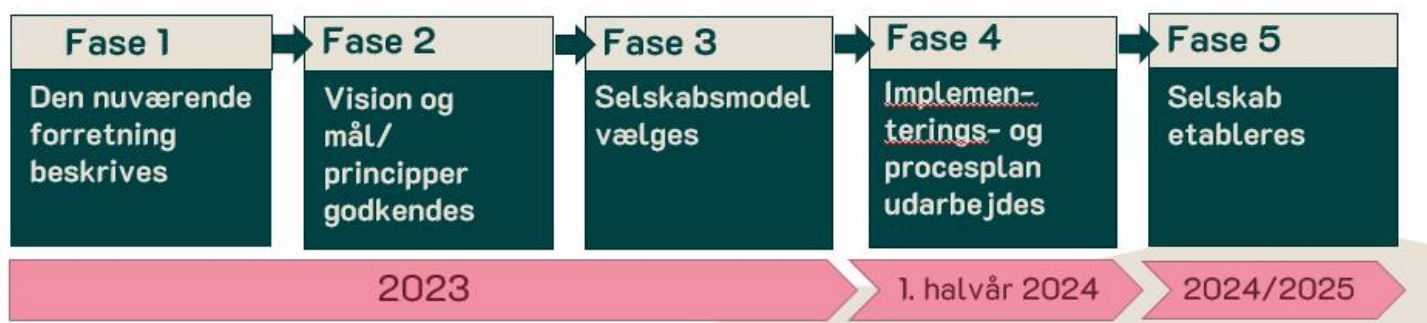 Fase 1
Den nuværende
forretning
beskrives
Fase 2
Vision og
mål/
principper
godkendes
Fase 3
Selskabsmodel
vælges
Fase 4
Implemen-
terings- og
procesplan
udarbejdes
Fase 5
Selskab
etableres
2023
1. halvår 2024
2024/2025